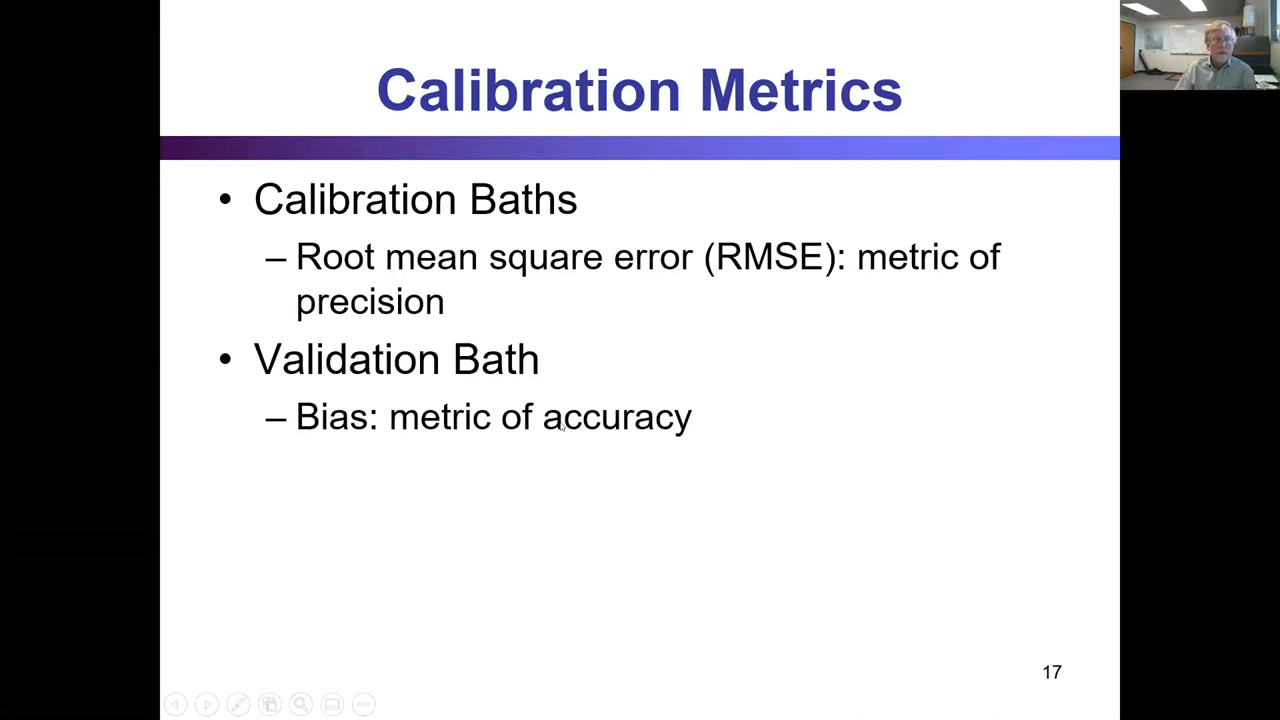 Calibration Metrics
• Calibration Baths
– Root mean square error (RMSE): metric of
precision
• Validation Bath
– Bias: metric of accuracy
17